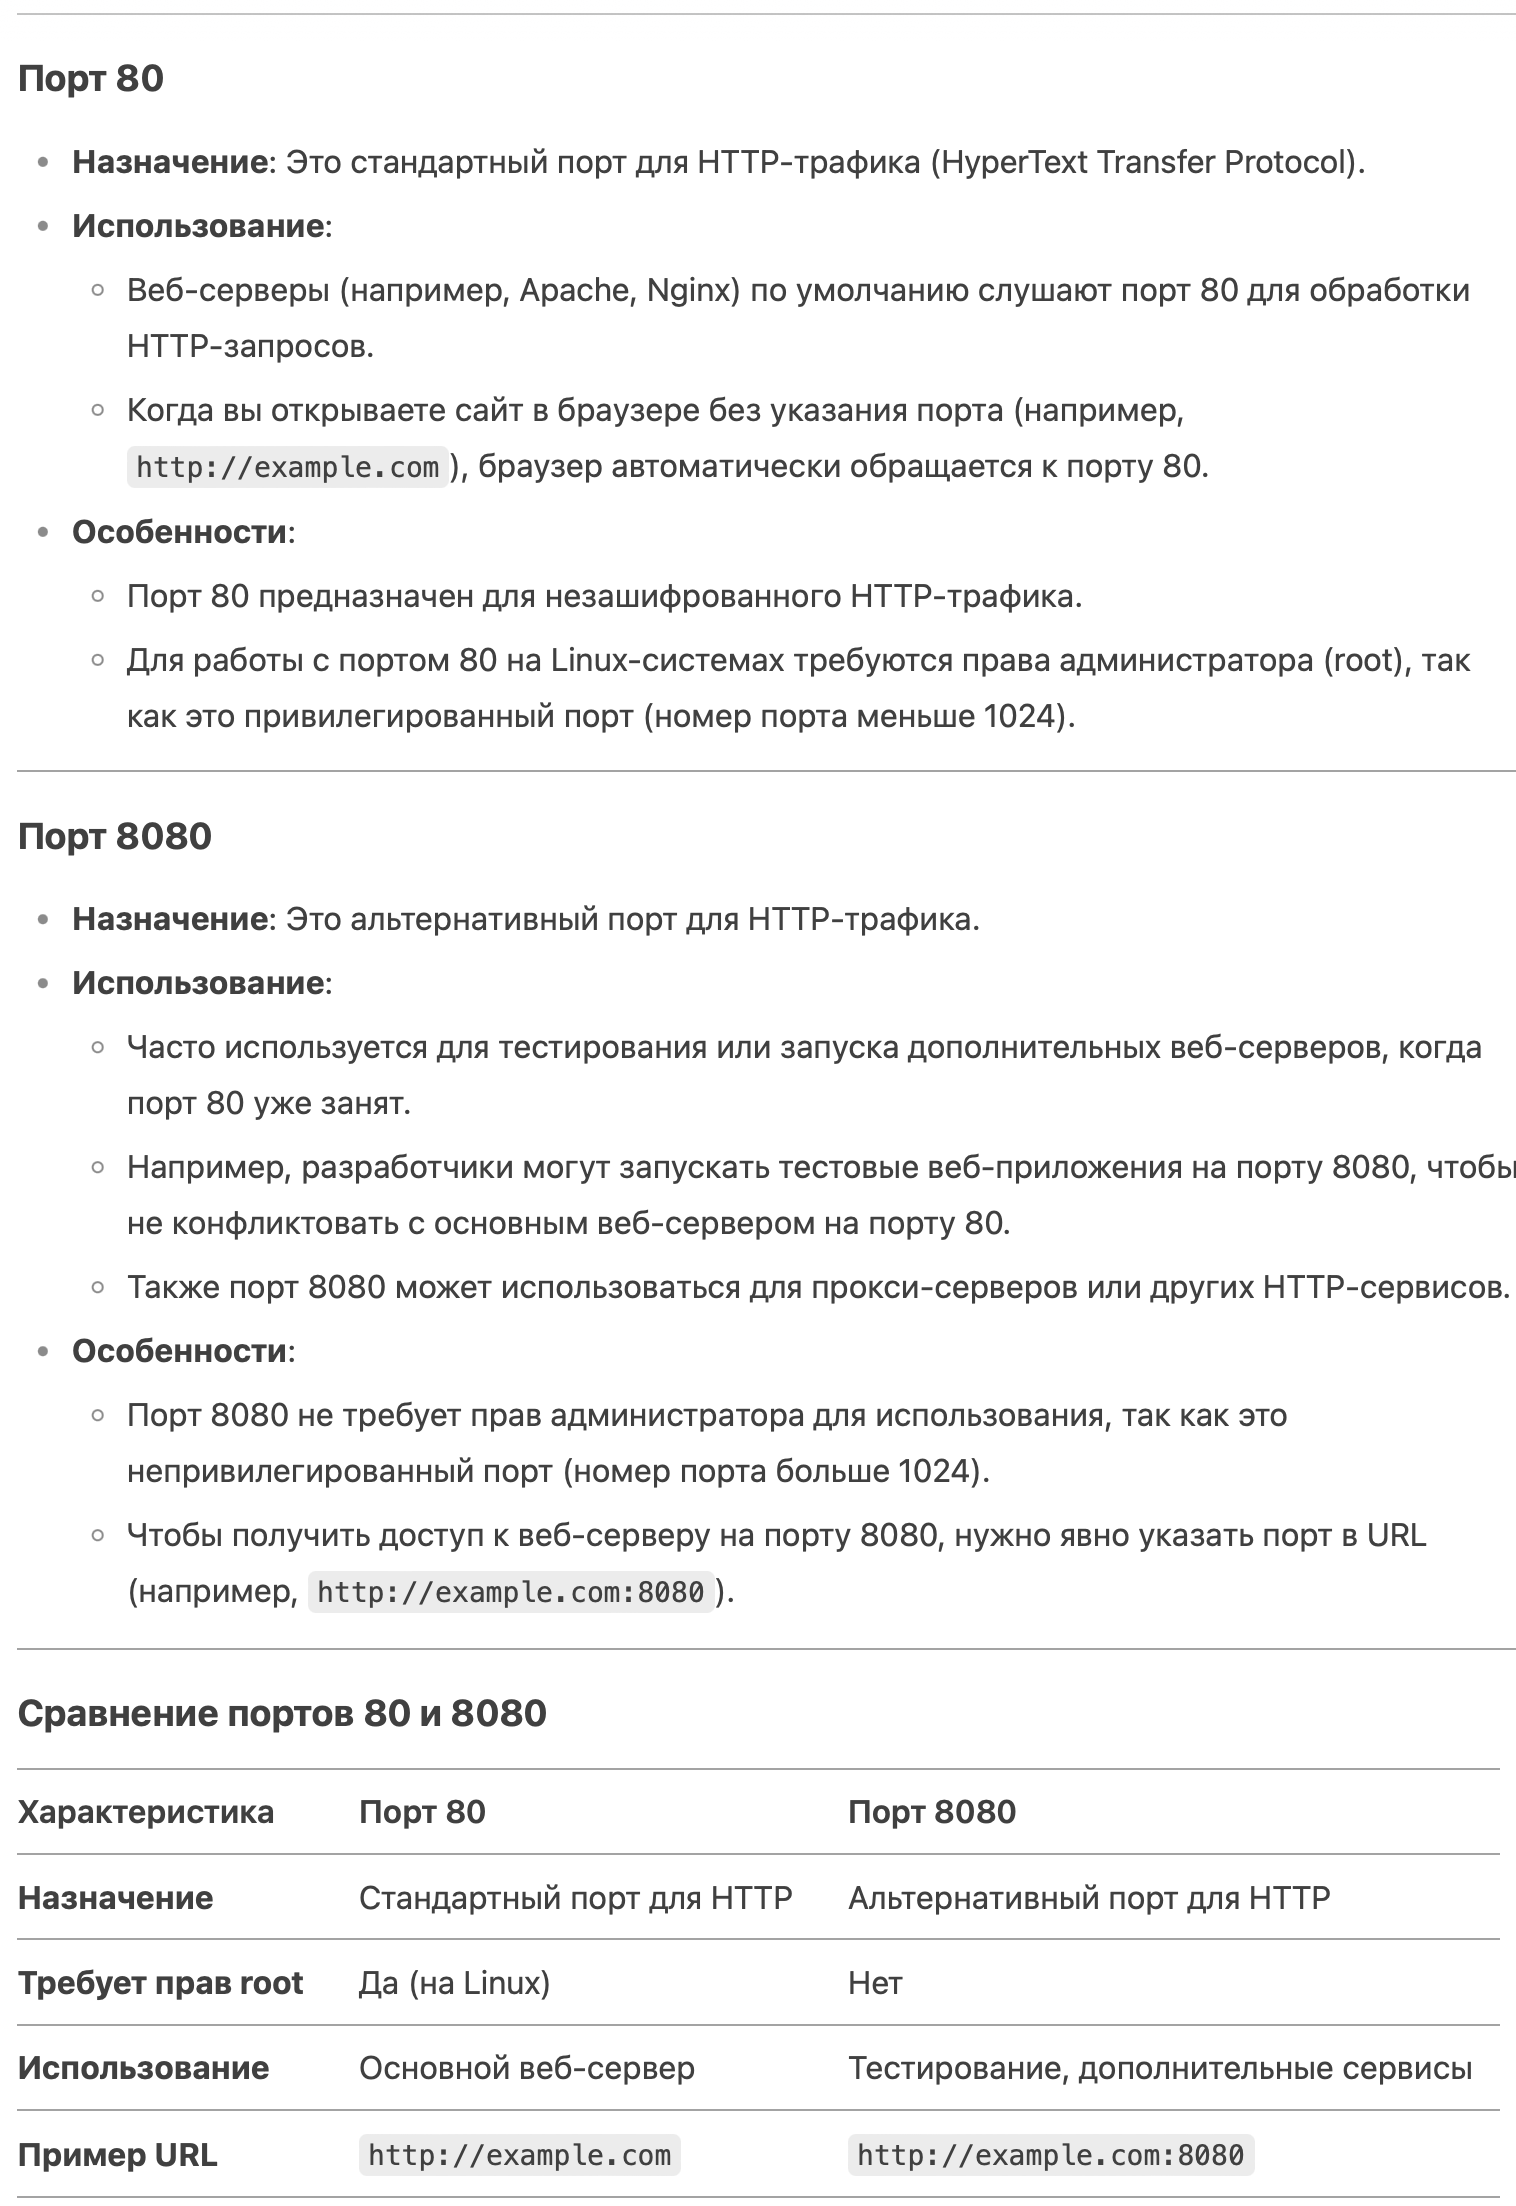 Порт 80
• Назначение: Это стандартный порт для HTTP-трафика (HyperText Transfer Protocol).
• Использование:
◦ Веб-серверы (например, Apache, Nginx) по умолчанию слушают порт 80 для обработки
HTTP-запросов.
◦ Когда вы открываете сайт в браузере без указания порта (например,
http://example.com), браузер автоматически обращается к порту 80.
• Особенности:
◦ Порт 80 предназначен для незашифрованного HTTP-трафика.
◦ Для работы с портом 80 на Linux-системах требуются права администратора (root), так
как это привилегированный порт (номер порта меньше 1024).
Порт 8080
• Назначение: Это альтернативный порт для HTTP-трафика.
• Использование:
◦ Часто используется для тестирования или запуска дополнительных веб-серверов, когда
порт 80 уже занят.
◦ Например, разработчики могут запускать тестовые веб-приложения на порту 8080, чтобы
не конфликтовать с основным веб-сервером на порту 80.
◦ Также порт 8080 может использоваться для прокси-серверов или других HTTP-сервисов.
• Особенности:
◦ Порт 8080 не требует прав администратора для использования, так как это
непривилегированный порт (номер порта больше 1024).
◦ Чтобы получить доступ к веб-серверу на порту 8080, нужно явно указать порт в URL
(например, http://example.com:8080).
Сравнение портов 80 и 8080
Характеристика Порт 80 Порт 8080
Назначение Стандартный порт для HTTP Альтернативный порт для HTTP
Требует прав root Да (на Linux) Нет
Использование Основной веб-сервер Тестирование, дополнительные сервисы
Пример URL http://example.com http://example.com:8080